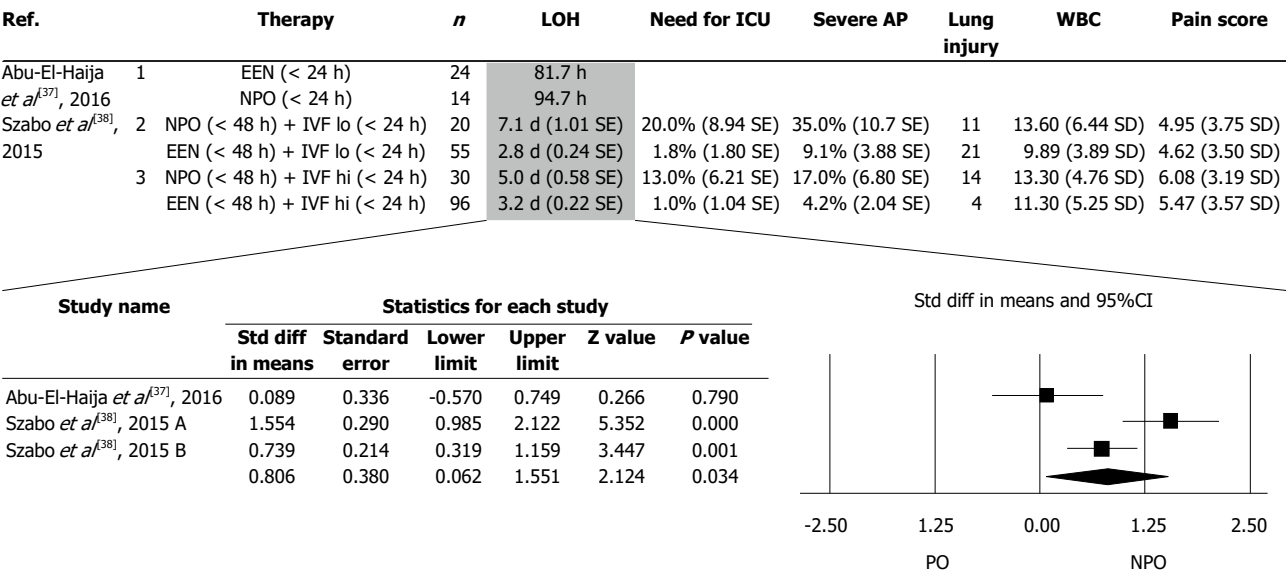 Ref. Therapy n LOH Need for ICU Severe AP Lung injury WBC Pain score
Abu-El-Haija 1 EEN (< 24 h) 24 81.7 h
et al[37], 2016 NPO (< 24 h) 14 94.7 h
Szabo et al[38], 2 NPO (< 48 h) + IVF lo (< 24 h) 20 7.1 d (1.01 SE) 20.0% (8.94 SE) 35.0% (10.7 SE) 11 13.60 (6.44 SD) 4.95 (3.75 SD)
2015 EEN (< 48 h) + IVF lo (< 24 h) 55 2.8 d (0.24 SE) 1.8% (1.80 SE) 9.1% (3.88 SE) 21 9.89 (3.89 SD) 4.62 (3.50 SD)
3 NPO (< 48 h) + IVF hi (< 24 h) 30 5.0 d (0.58 SE) 13.0% (6.21 SE) 17.0% (6.80 SE) 14 13.30 (4.76 SD) 6.08 (3.19 SD)
EEN (< 48 h) + IVF hi (< 24 h) 96 3.2 d (0.22 SE) 1.0% (1.04 SE) 4.2% (2.04 SE) 4 11.30 (5.25 SD) 5.47 (3.57 SD)
Study name Statistics for each study
Std diff in means Standard error Lower limit Upper limit Z value P value
Abu-El-Haija et al[37], 2016 0.089 0.336 -0.570 0.749 0.266 0.790
Szabo et al[38], 2015 A 1.554 0.290 0.985 2.122 5.352 0.000
Szabo et al[38], 2015 B 0.739 0.214 0.319 1.159 3.447 0.001
0.806 0.380 0.062 1.551 2.124 0.034
Std diff in means and 95%CI
-2.50 1.25 0.00 1.25 2.50
PO NPO